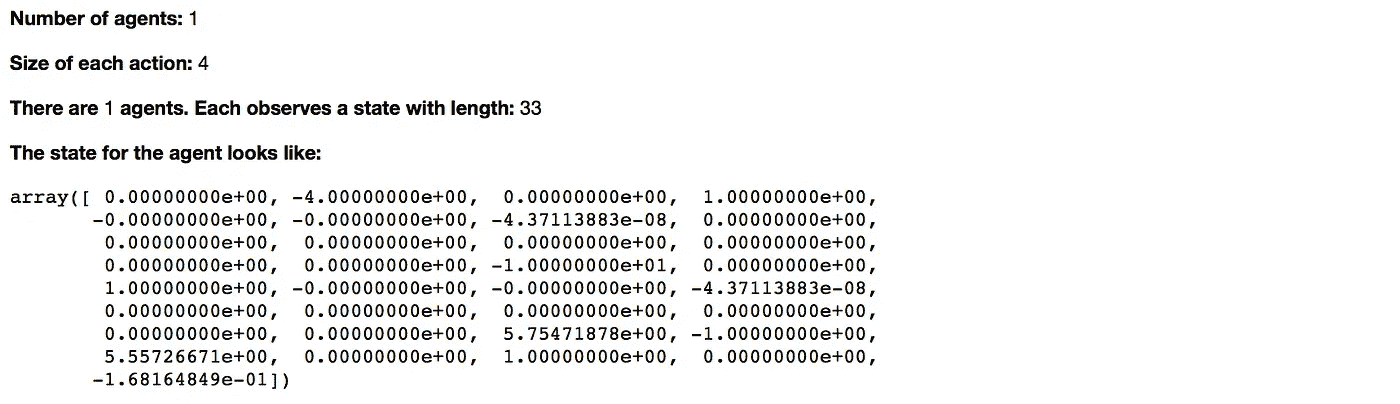 Number of agents: 1
Size of each action: 4
There are 1 agents. Each observes a state with length: 33
The state for the agent looks like:
array([ 0.00000000e+00, -4.00000000e+00, 0.00000000e+00, 1.00000000e+00,
-0.00000000e+00, -0.00000000e+00, -4.37113883e-08, 0.00000000e+00,
0.00000000e+00, 0.00000000e+00, 0.00000000e+00, 0.00000000e+00,
0.00000000e+00, 0.00000000e+00, -1.00000000e+01, 0.00000000e+00,
1.00000000e+00, -0.00000000e+00, -0.00000000e+00, -4.37113883e-08,
0.00000000e+00, 0.00000000e+00, 0.00000000e+00, 0.00000000e+00,
0.00000000e+00, 0.00000000e+00, 5.75471878e+00, -1.00000000e+00,
5.55726671e+00, 0.00000000e+00, 1.00000000e+00, 0.00000000e+00,
-1.68164849e-01])